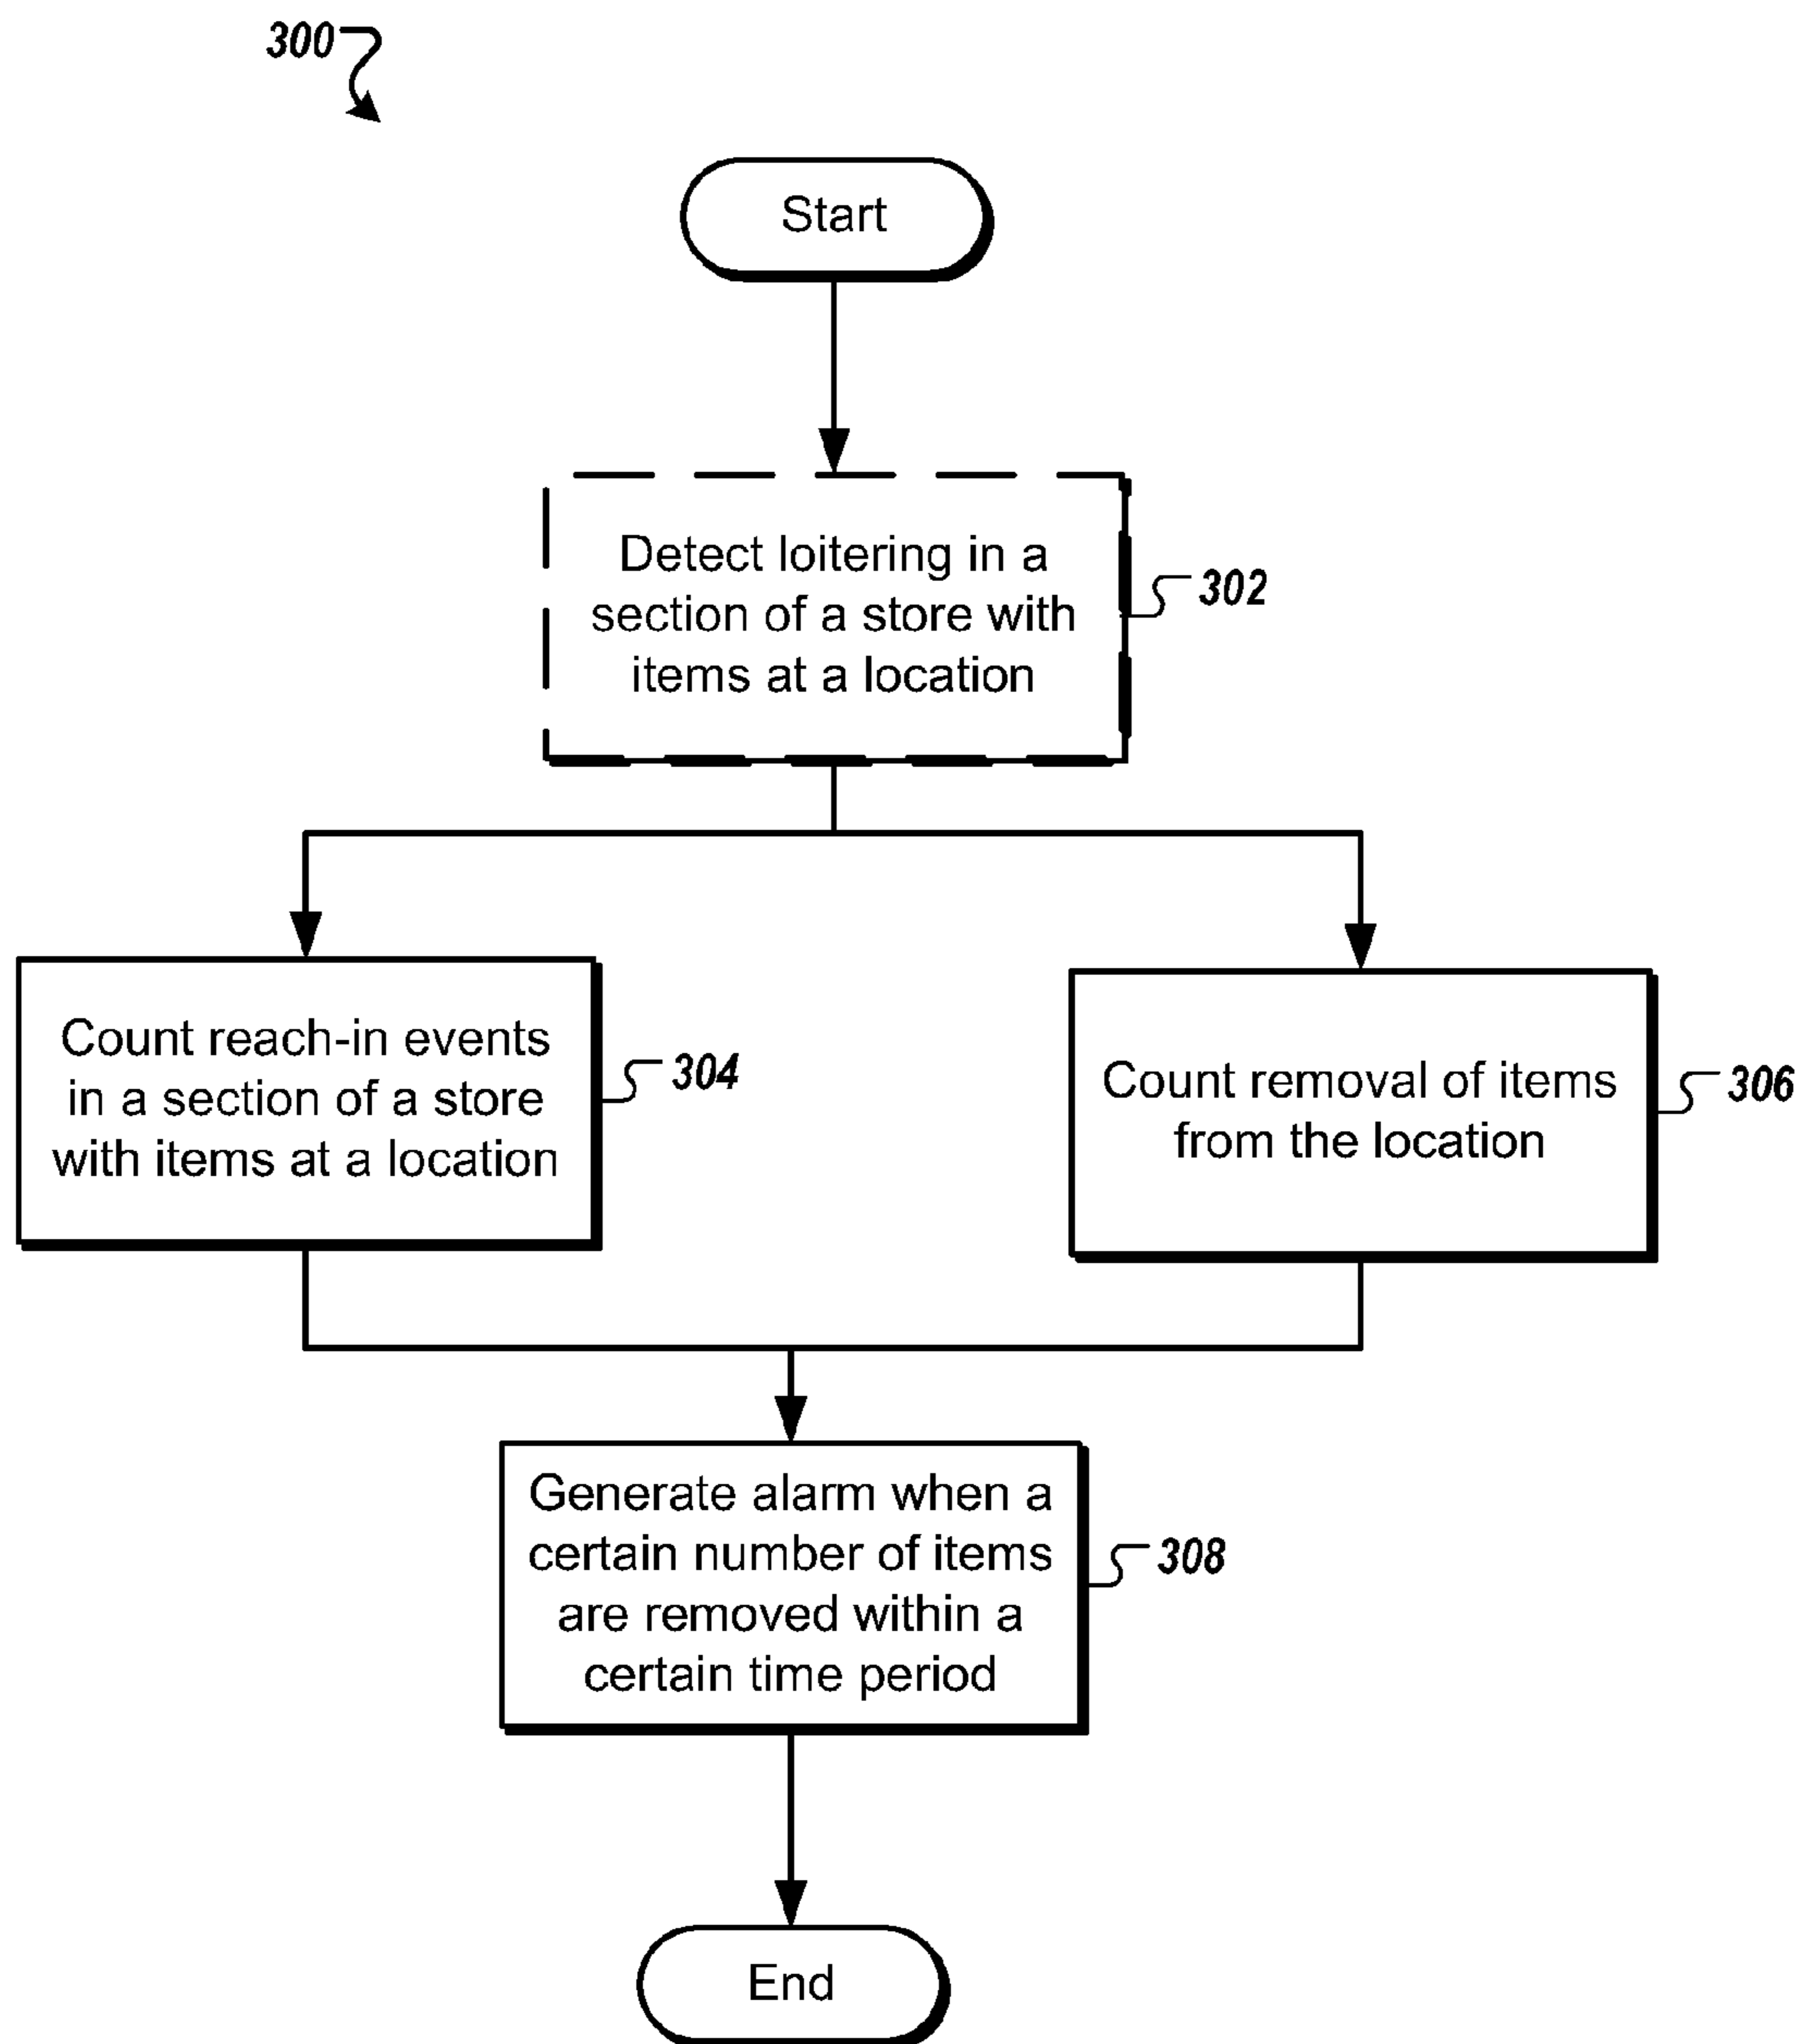 300
Start
Detect loitering in a
section of a store with
items at a location
302
Count reach-in events
in a section of a store
with items at a location
304
Count removal of items
from the location
306
Generate alarm when a
certain number of items
are removed within a
certain time period
308
End